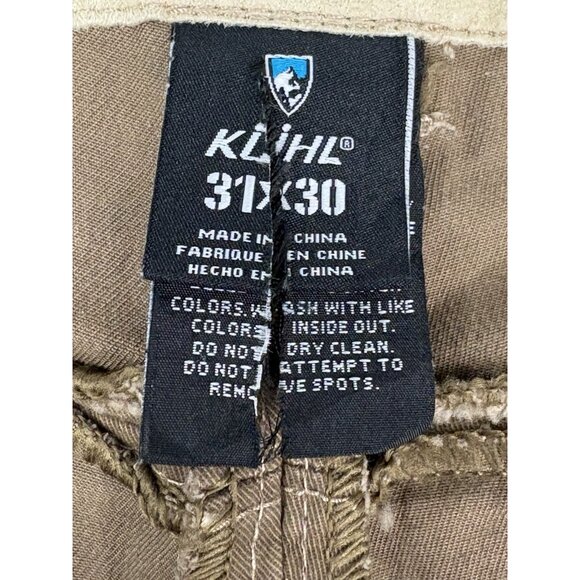 KÜHL®
31X30
MADE IN CHINA
FABRIQUE EN CHINE
HECHO EN CHINA
COLORS. WASH WITH LIKE
COLORS INSIDE OUT.
DO NOT DRY CLEAN.
DO NOT ATTEMPT TO
REMOVE SPOTS.